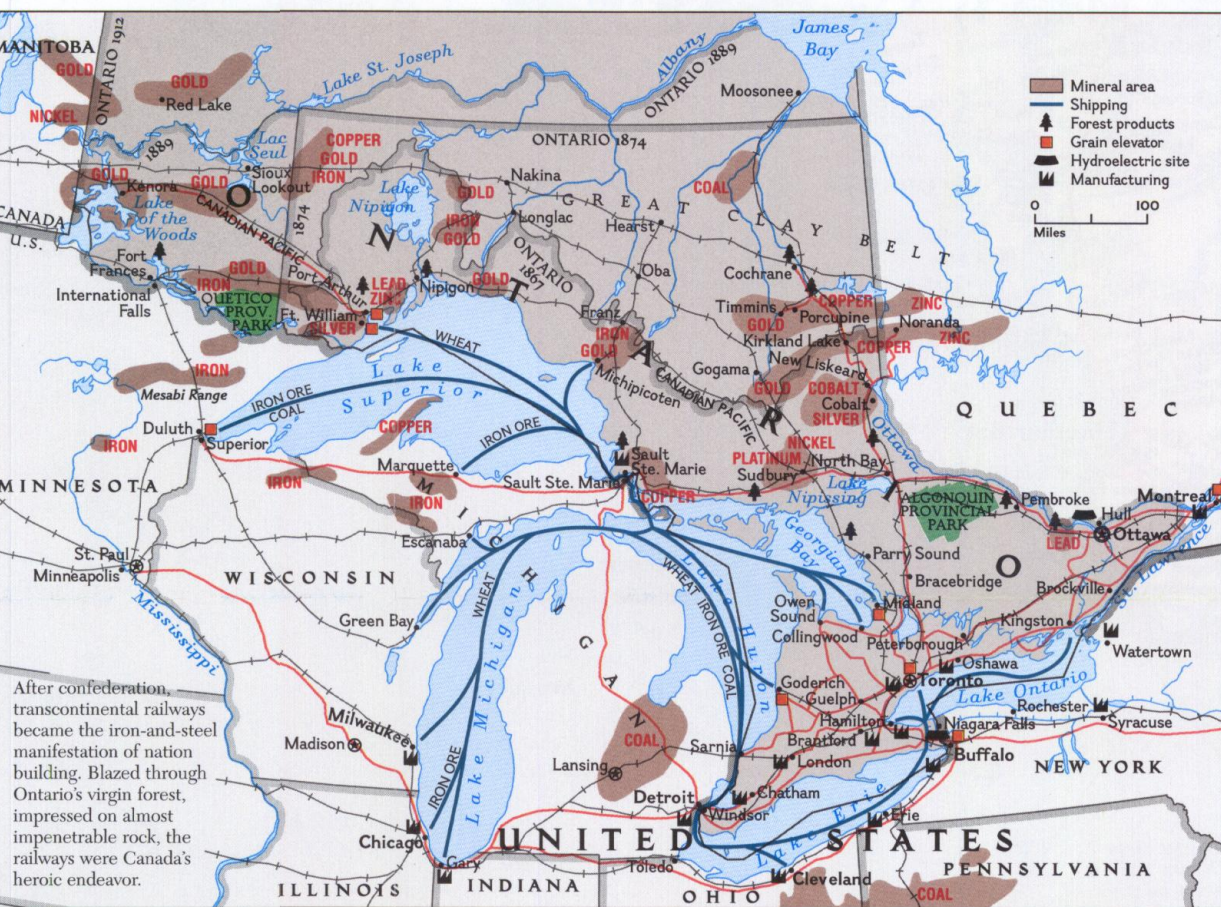 MANITOBA
ONTARIO 1912
GOLD
GOLD
Red Lake
NICKEL
Lake St. Joseph
Albany
ONTARIO 1889
James
Bay
Moosonee
Mineral area
Shipping
Forest products
Grain elevator
Hydroelectric site
Manufacturing
0 100
Miles
1889
Lac
Seul
COPPER
GOLD
IRON
ONTARIO 1874
GOLD
Kenora
GOLD
Sioux
Lookout
1874
Lake
Nipigon
GOLD
IRON
GOLD
Nakina
Longlac
COAL
GREAT CLAY BELT
Hearst
CANADA
U.S.
Lake
of the
Woods
CANADIAN PACIFIC
ONTARIO
ONTARIO
1867
Oba
Cochrane
Fort
Frances
International
Falls
GOLD
IRON
QUETICO
PROV.
PARK
Port Arthur
LEAD
ZINC
Ft. William
SILVER
Nipigon
GOLD
Franz
IRON
GOLD
Michipicoten
Timmins
GOLD
Porcupine
COPPER
ZINC
Noranda
ZINC
Kirkland Lake
COPPER
New Liskeard
Gogama
GOLD
COBALT
Cobalt
SILVER
CANADIAN PACIFIC
QUEBEC
WHEAT
Lake
Superior
IRON ORE
COAL
IRON ORE
IRON
Mesabi Range
IRON
Duluth
Superior
COPPER
Marquette
IRON
IRON
Sault
Ste. Marie
Sault Ste. Marie
COPPER
NICKEL
PLATINUM
Sudbury
North Bay
Lake
Nipissing
Ottawa
ALGONQUIN
PROVINCIAL
PARK
Pembroke
Hull
Ottawa
LEAD
Montreal
St. Lawrence
MINNESOTA
St. Paul
Minneapolis
Mississippi
WISCONSIN
Escanaba
Green Bay
MICHIGAN
WHEAT
Lake Michigan
IRON ORE
Georgian
Bay
Parry Sound
Bracebridge
WHEAT IRON ORE COAL
Lake Huron
Owen
Sound
Collingwood
Midland
Peterborough
Brockville
Kingston
Watertown
Oshawa
Toronto
Lake Ontario
Goderich
Guelph
Hamilton
Brantford
Niagara Falls
Rochester
Syracuse
Buffalo
NEW YORK
Milwaukee
Madison
COAL
Lansing
Sarnia
London
Detroit
Windsor
Chatham
Lake Erie
Erie
Chicago
Gary
UNITED STATES
ILLINOIS
INDIANA
Toledo
OHIO
Cleveland
PENNSYLVANIA
COAL
After confederation,
transcontinental railways
became the iron-and-steel
manifestation of nation
building. Blazed through
Ontario's virgin forest,
impressed on almost
impenetrable rock, the
railways were Canada's
heroic endeavor.